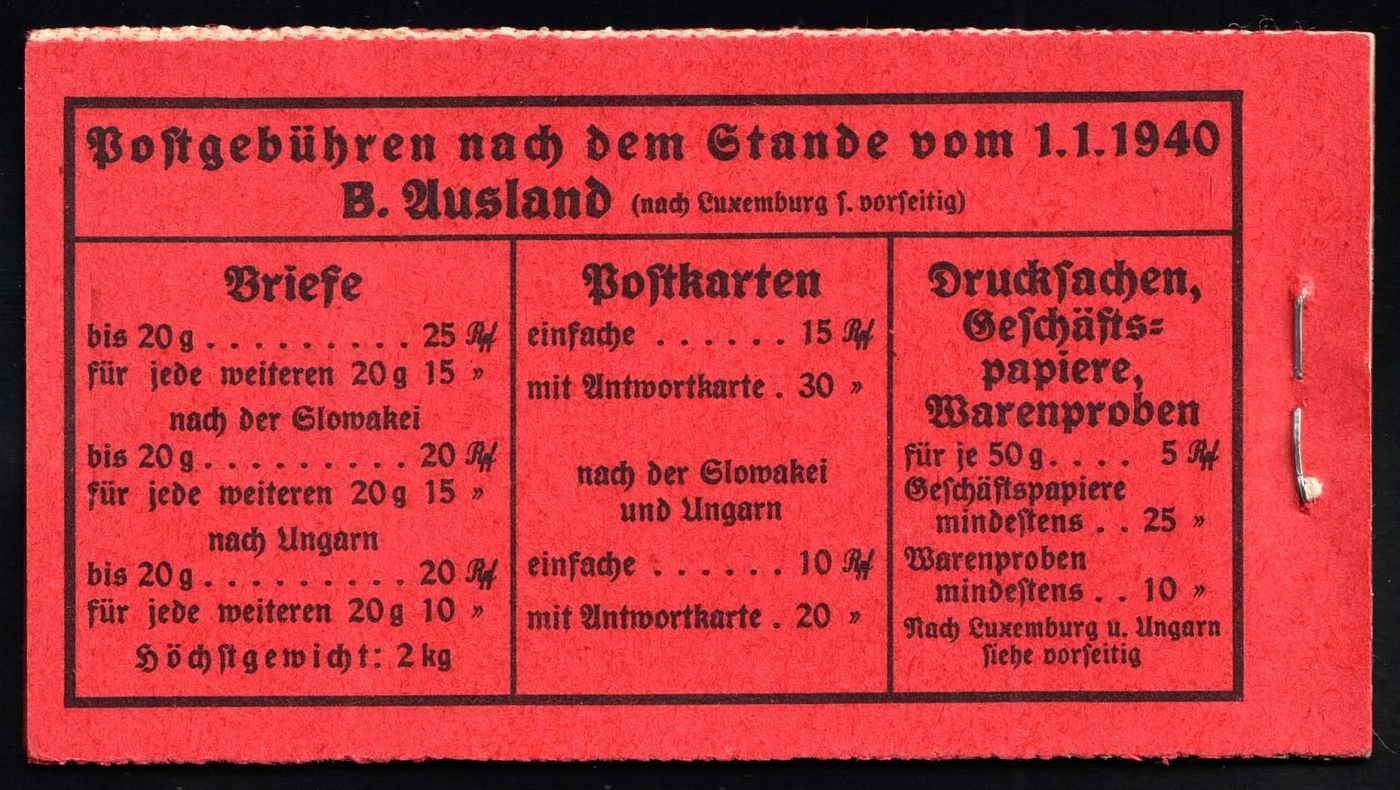 Postgebühren nach dem Stande vom 1.1.1940
B. Ausland (nach Luxemburg s. vorseitig)
Briefe
bis 20 g . . . . . . . . . . 25 Rpf
für jede weiteren 20 g 15 „
nach der Slowakei
bis 20 g . . . . . . . . . . 20 Rpf
für jede weiteren 20 g 15 „
nach Ungarn
bis 20 g . . . . . . . . . . 20 Rpf
für jede weiteren 20 g 10 „
Höchstgewicht: 2 kg
Postkarten
einfache . . . . . . 15 Rpf
mit Antwortkarte . 30 „
nach der Slowakei
und Ungarn
einfache . . . . . . 10 Rpf
mit Antwortkarte . 20 „
Drucksachen,
Geschäfts-
papiere,
Warenproben
für je 50 g . . . . 5 Rpf
Geschäftspapiere
mindestens . . 25 „
Warenproben
mindestens . . 10 „
Nach Luxemburg u. Ungarn
siehe vorseitig